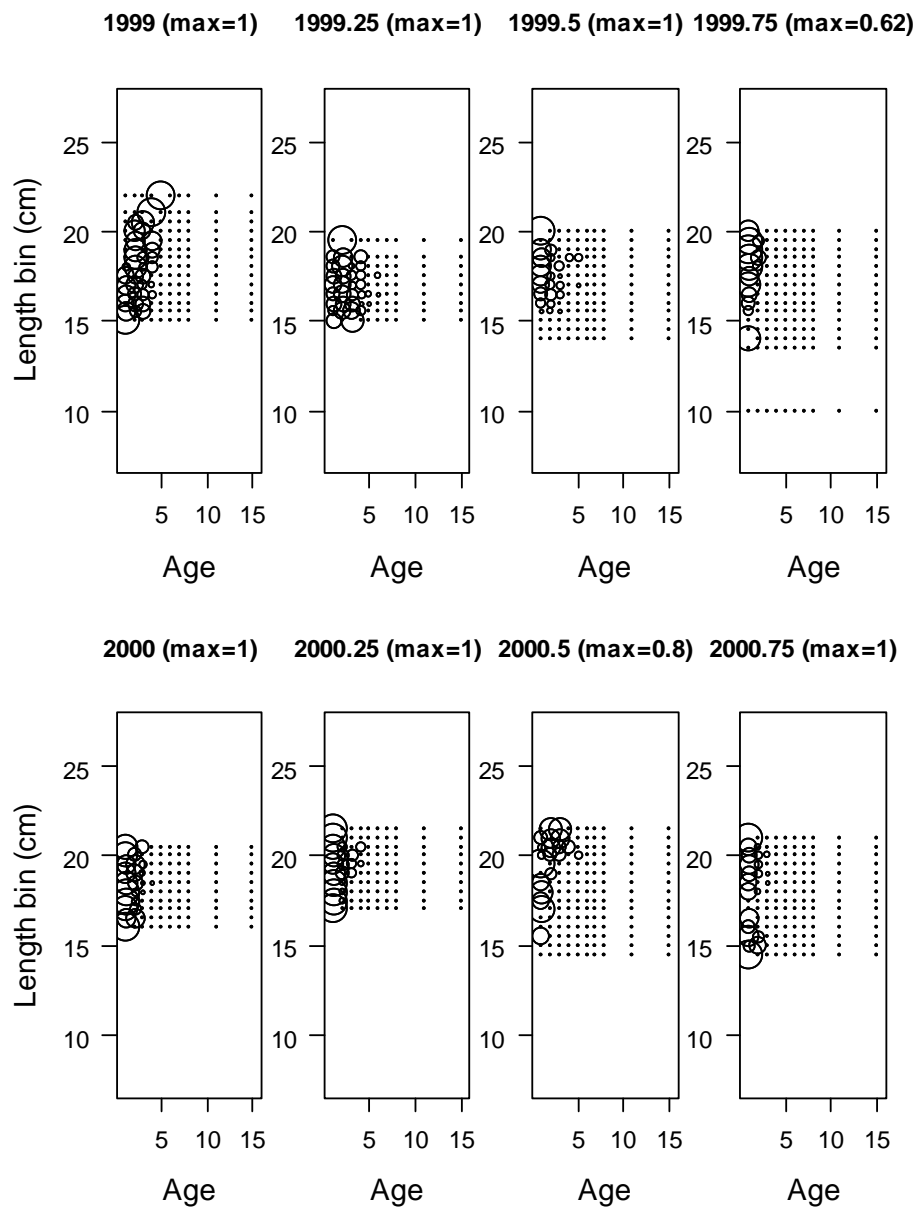 1999 (max=1) 1999.25 (max=1) 1999.5 (max=1) 1999.75 (max=0.62)
Length bin (cm)
25 25 25 25
20 20 20 20
15 15 15 15
10 10 10 10
5 10 15 5 10 15 5 10 15 5 10 15
Age Age Age Age
2000 (max=1) 2000.25 (max=1) 2000.5 (max=0.8) 2000.75 (max=1)
Length bin (cm)
25 25 25 25
20 20 20 20
15 15 15 15
10 10 10 10
5 10 15 5 10 15 5 10 15 5 10 15
Age Age Age Age